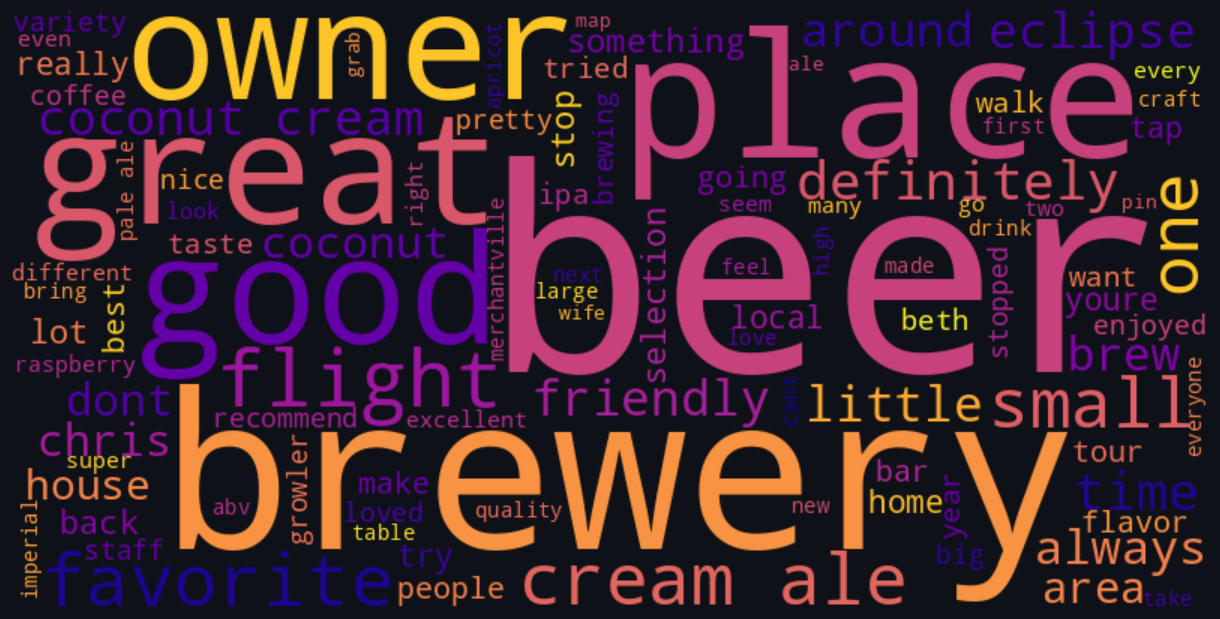 variety
owner
map
something
around eclipse
even
really
grab
apricot
tried
place
ale
every
coffee
coconut cream
pretty
stop
brewing
walk
craft
first
tap
great
pale ale
nice
look
right
ipa
going
definitely
seem
many
go
two
pin
one
drink
taste
coconut
merchantville
beer
selection
high
different
good
next
feel
made
want
bring
large
wife
stopped
youre
lot
best
local
beth
enjoyed
love
raspberry
flight
brew
dont
recommend
excellent
friendly
cant
little
small
everyone
chris
super
brewery
tour
house
growler
make
bar
abv
loved
quality
new
home
year
time
back
table
flavor
imperial
staff
try
big
always
favorite
people
cream ale
area
take